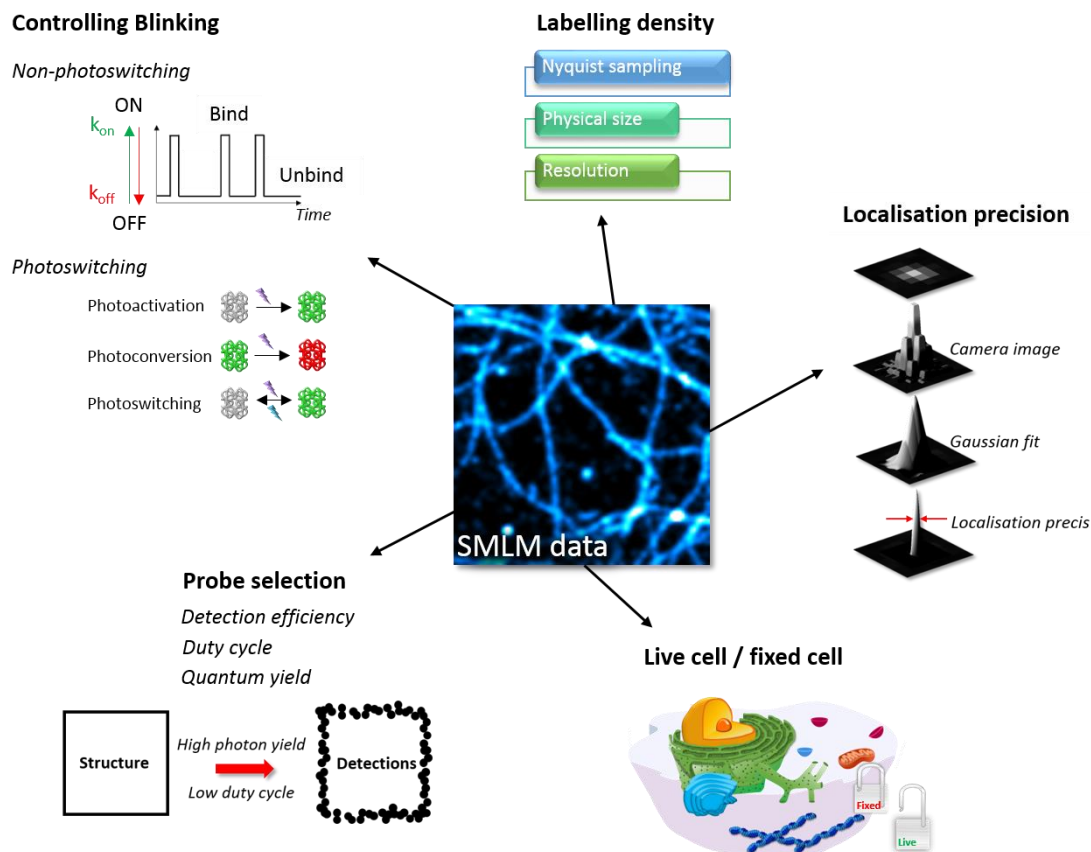 Controlling Blinking
Non-photoswitching
ON
kon
Bind
Unbind
koff
OFF
Time
Photoswitching
Photoactivation
Photoconversion
Photoswitching
Labelling density
Nyquist sampling
Physical size
Resolution
Localisation precision
Camera image
Gaussian fit
Localisation precis
SMLM data
Probe selection
Detection efficiency
Duty cycle
Quantum yield
Structure
High photon yield
Low duty cycle
Detections
Live cell / fixed cell
Fixed
Live